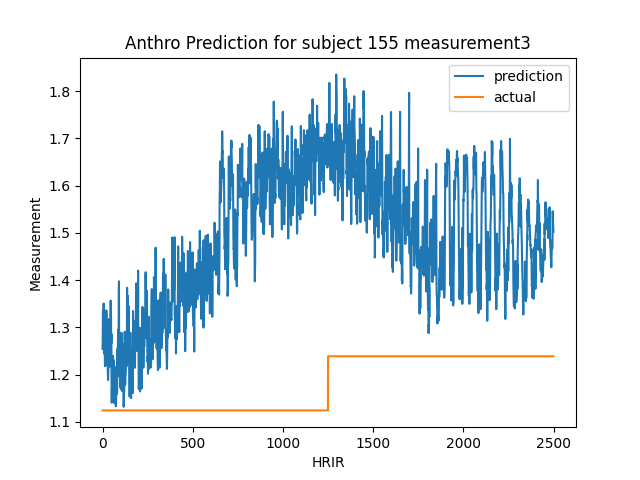 Anthro Prediction for subject 155 measurement3
prediction
actual
1.8
1.7
1.6
1.5
1.4
1.3
1.2
1.1
Measurement
0 500 1000 1500 2000 2500
HRIR